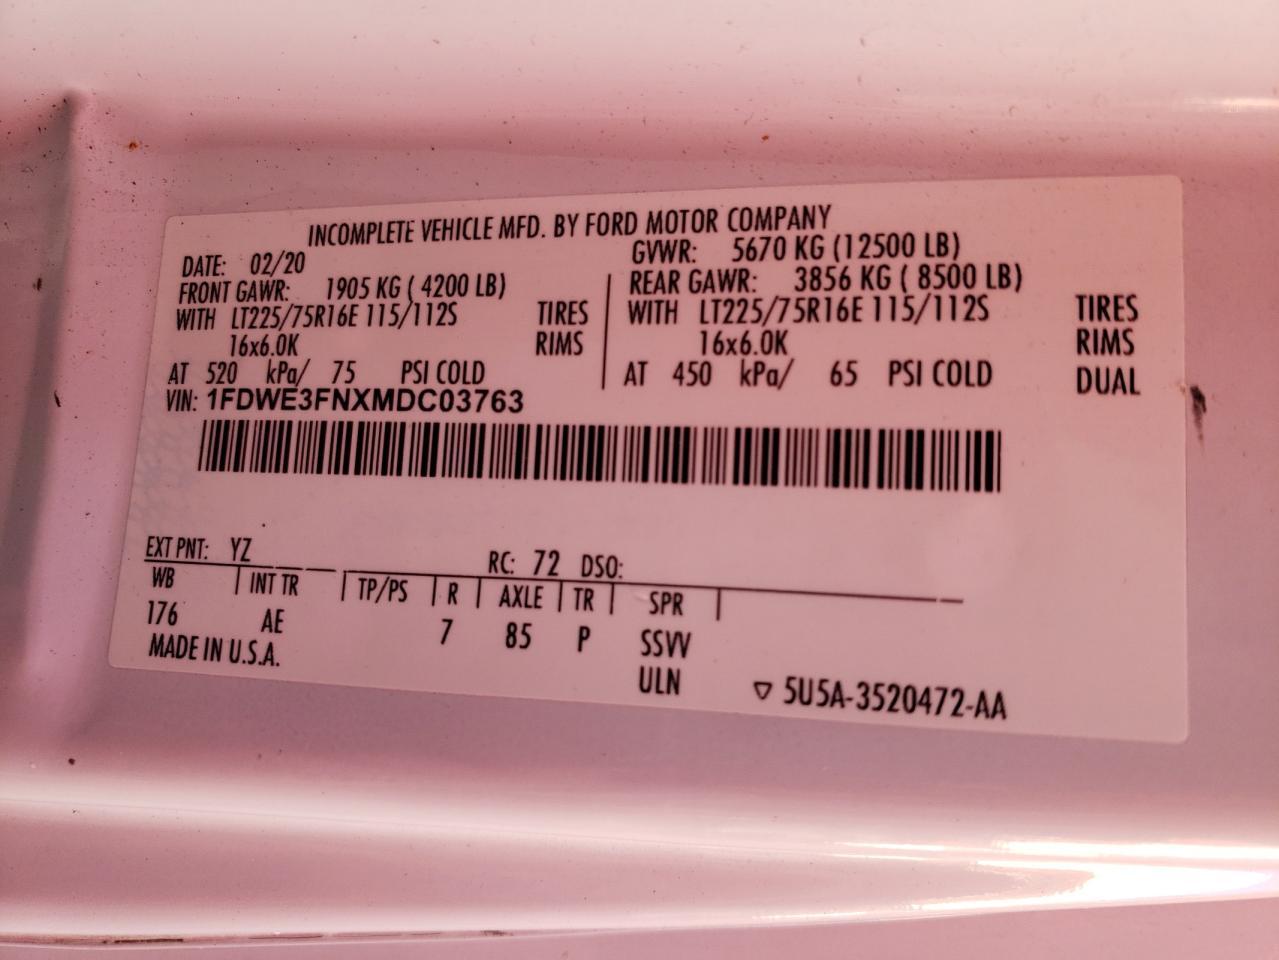 INCOMPLETE VEHICLE MFD. BY FORD MOTOR COMPANY
DATE: 02/20 GVWR: 5670 KG (12500 LB)
FRONT GAWR: 1905 KG ( 4200 LB) REAR GAWR: 3856 KG ( 8500 LB)
WITH LT225/75R16E 115/112S TIRES WITH LT225/75R16E 115/112S TIRES
16x6.0K RIMS 16x6.0K RIMS
AT 520 kPa/ 75 PSI COLD AT 450 kPa/ 65 PSI COLD DUAL
VIN: 1FDWE3FNXMDC03763
EXT PNT: YZ RC: 72 DSO:
WB INT TR TP/PS R AXLE TR SPR
176 AE 7 85 P SSVV
MADE IN U.S.A. ULN 5U5A-3520472-AA